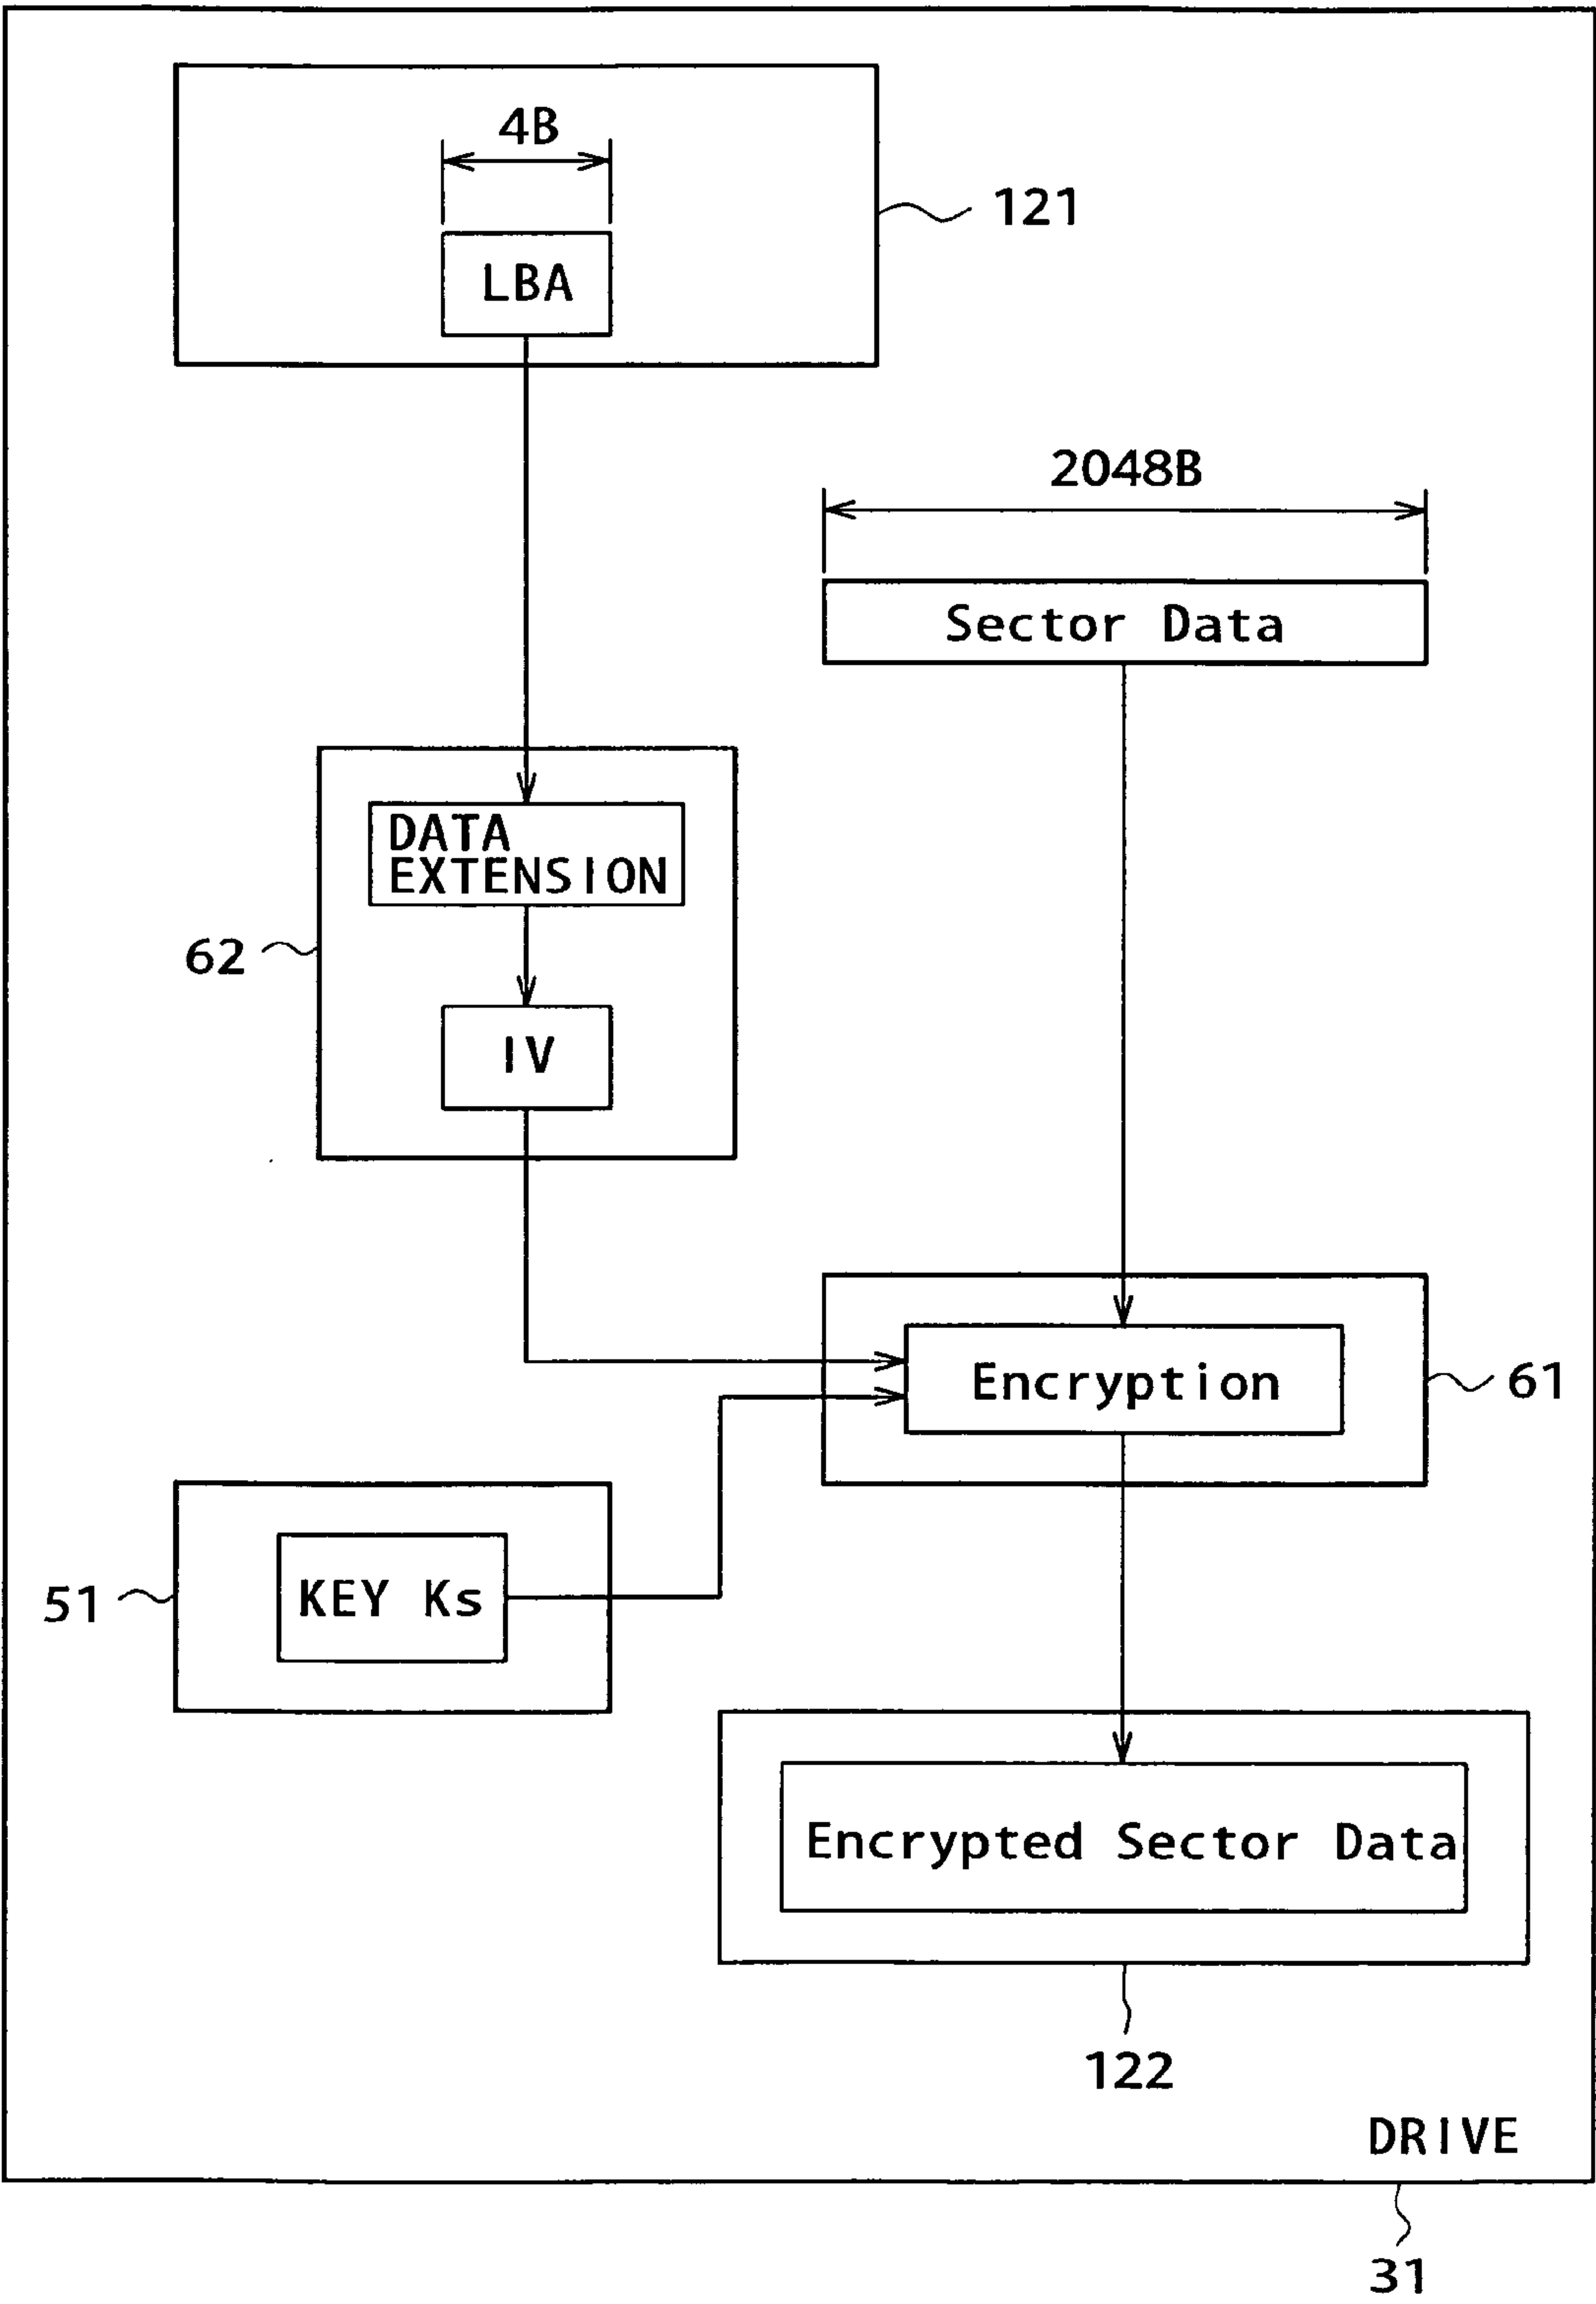 4B
121
LBA
2048B
Sector Data
DATA
EXTENSION
62
IV
Encryption
61
KEY Ks
51
Encrypted Sector Data
122
DRIVE
31